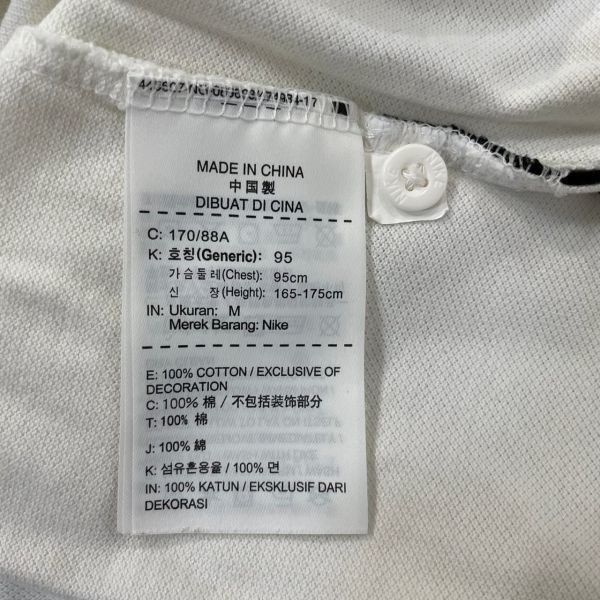 MADE IN CHINA
中国製
DIBUAT DI CINA
C: 170/88A
K: 호칭(Generic): 95
가슴둘레(Chest): 95cm
신 장(Height): 165-175cm
IN: Ukuran: M
Merek Barang: Nike
E: 100% COTTON / EXCLUSIVE OF
DECORATION
C: 100% 棉 / 不包括装饰部分
T: 100% 棉
J: 100% 綿
K: 섬유혼용율 / 100% 면
IN: 100% KATUN / EKSKLUSIF DARI
DEKORASI